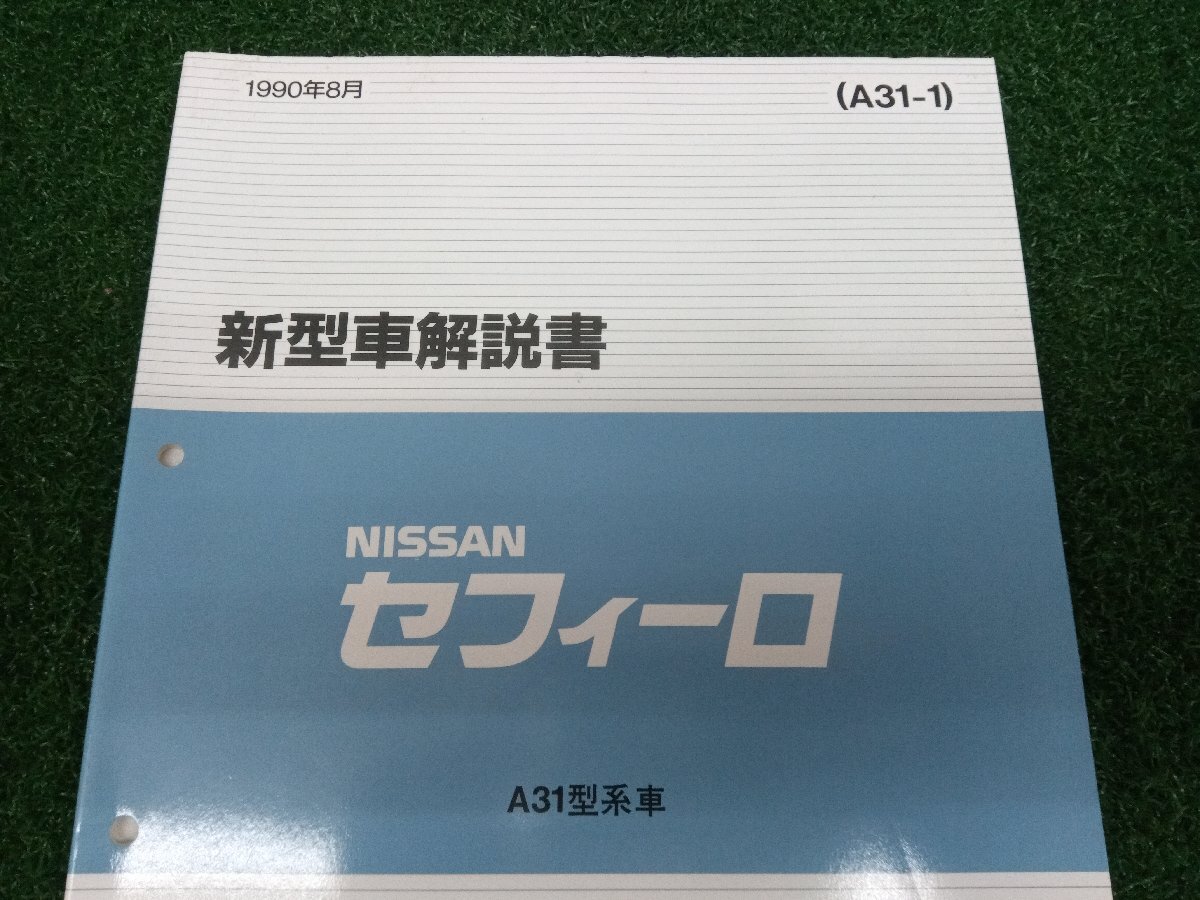 1990年8月
(A31-1)
新型車解説書
NISSAN
セフィーロ
A31型系車